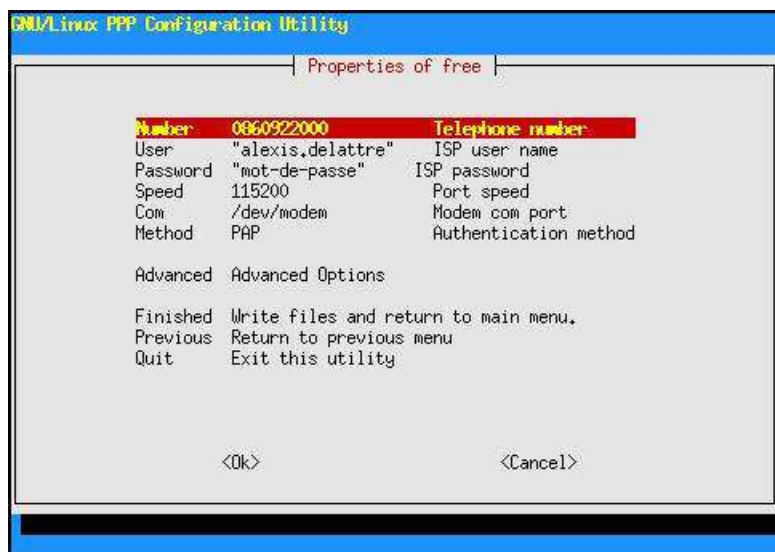 GNU/Linux PPP Configuration Utility
Properties of free
Number 0860922000 Telephone number
User "alexis.delattre" ISP user name
Password "mot-de-passe" ISP password
Speed 115200 Port speed
Com /dev/modem Modem com port
Method PAP Authentication method
Advanced Advanced Options
Finished Write files and return to main menu.
Previous Return to previous menu
Quit Exit this utility
<Ok> <Cancel>